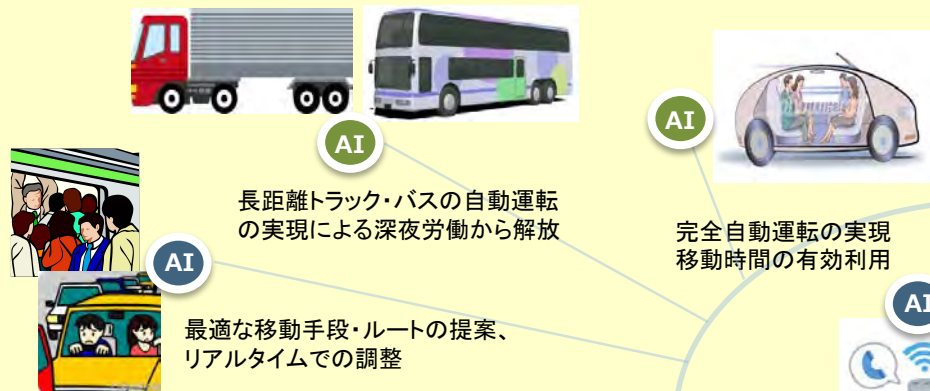 AI
AI
長距離トラック・バスの自動運転
の実現による深夜労働から解放
完全自動運転の実現
移動時間の有効利用
AI
AI
最適な移動手段・ルートの提案、
リアルタイムでの調整